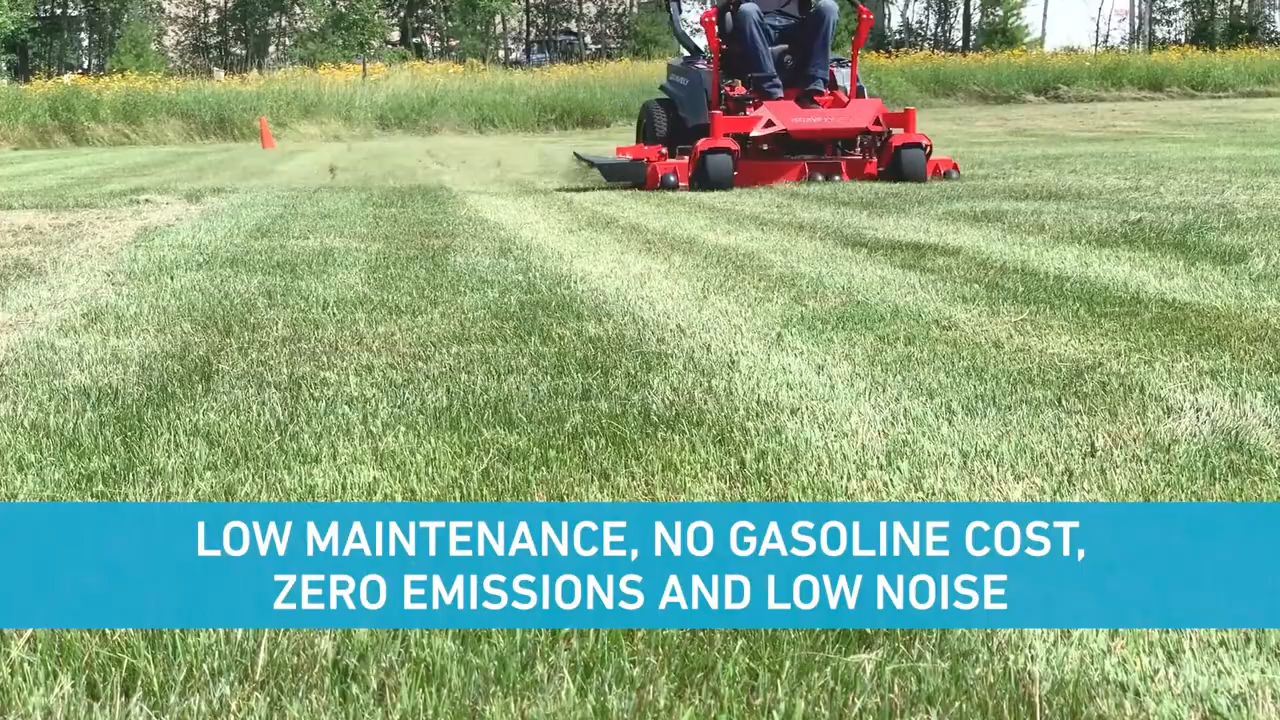 LOW MAINTENANCE, NO GASOLINE COST,
ZERO EMISSIONS AND LOW NOISE